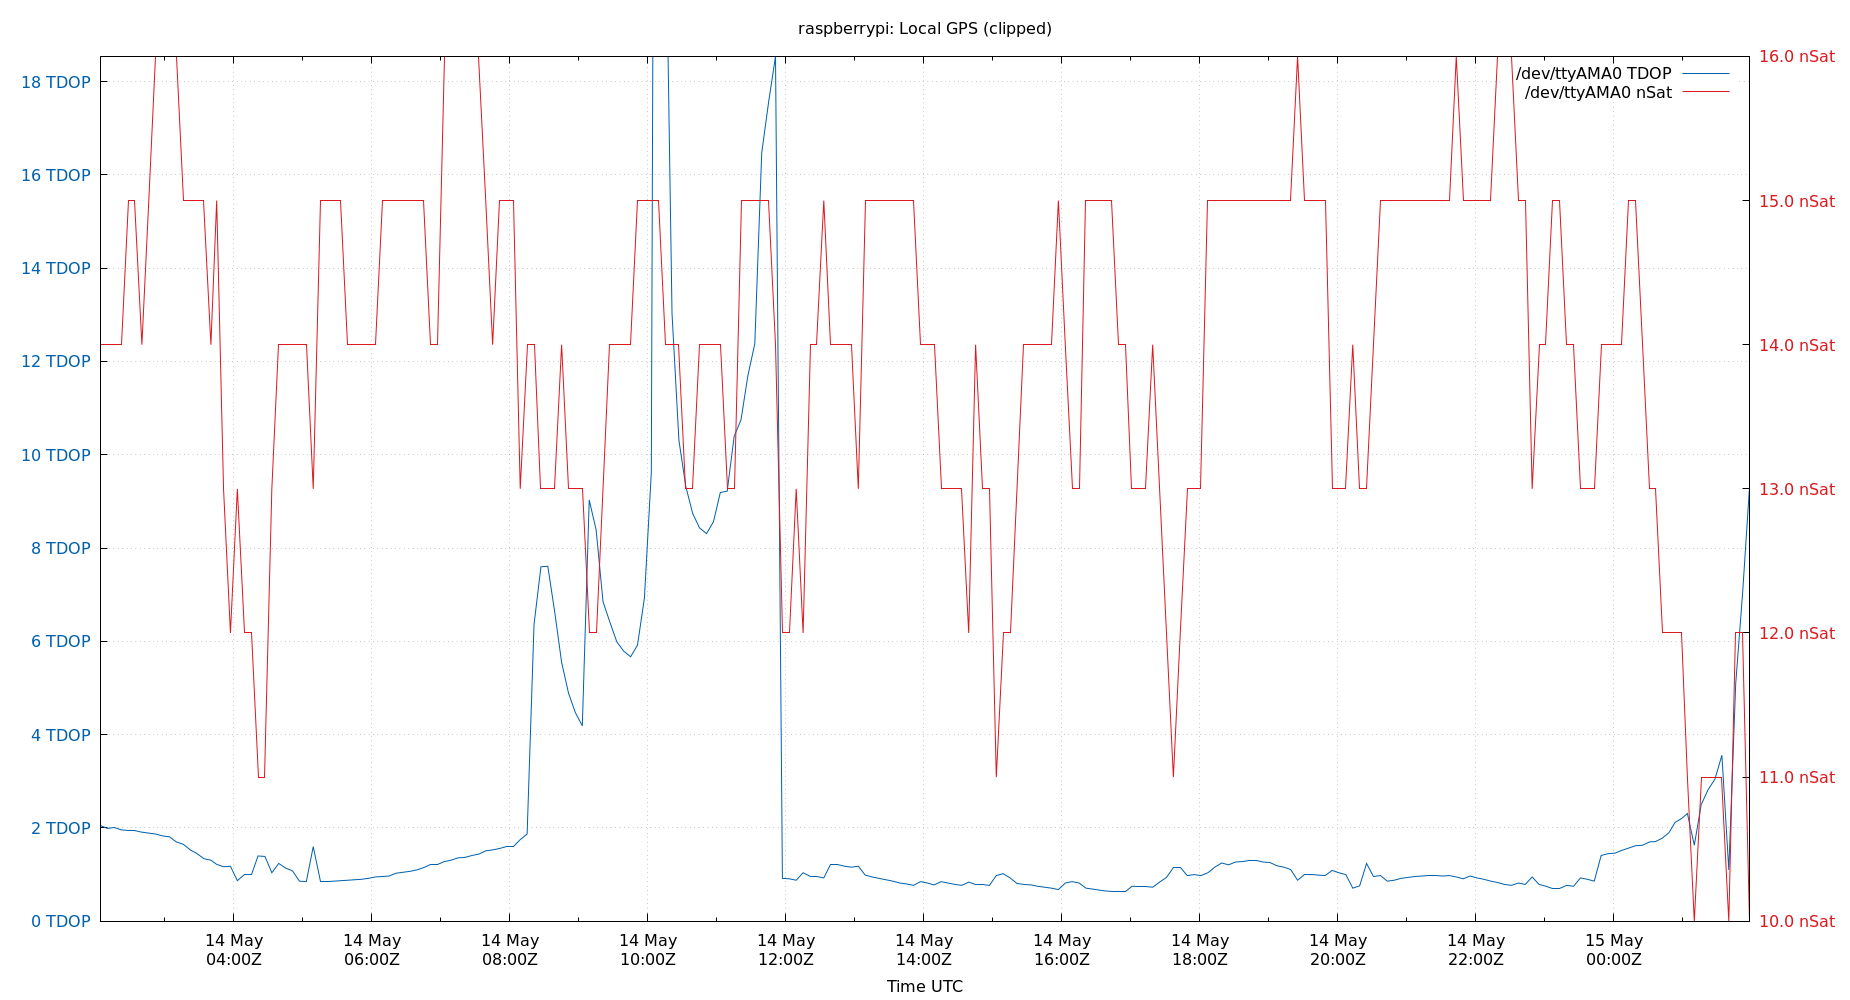 raspberrypi: Local GPS (clipped)
/dev/ttyAMA0 TDOP
/dev/ttyAMA0 nSat
18 TDOP
16 TDOP
14 TDOP
12 TDOP
10 TDOP
8 TDOP
6 TDOP
4 TDOP
2 TDOP
0 TDOP
16.0 nSat
15.0 nSat
14.0 nSat
13.0 nSat
12.0 nSat
11.0 nSat
10.0 nSat
14 May
04:00Z
14 May
06:00Z
14 May
08:00Z
14 May
10:00Z
14 May
12:00Z
14 May
14:00Z
14 May
16:00Z
14 May
18:00Z
14 May
20:00Z
14 May
22:00Z
15 May
00:00Z
Time UTC